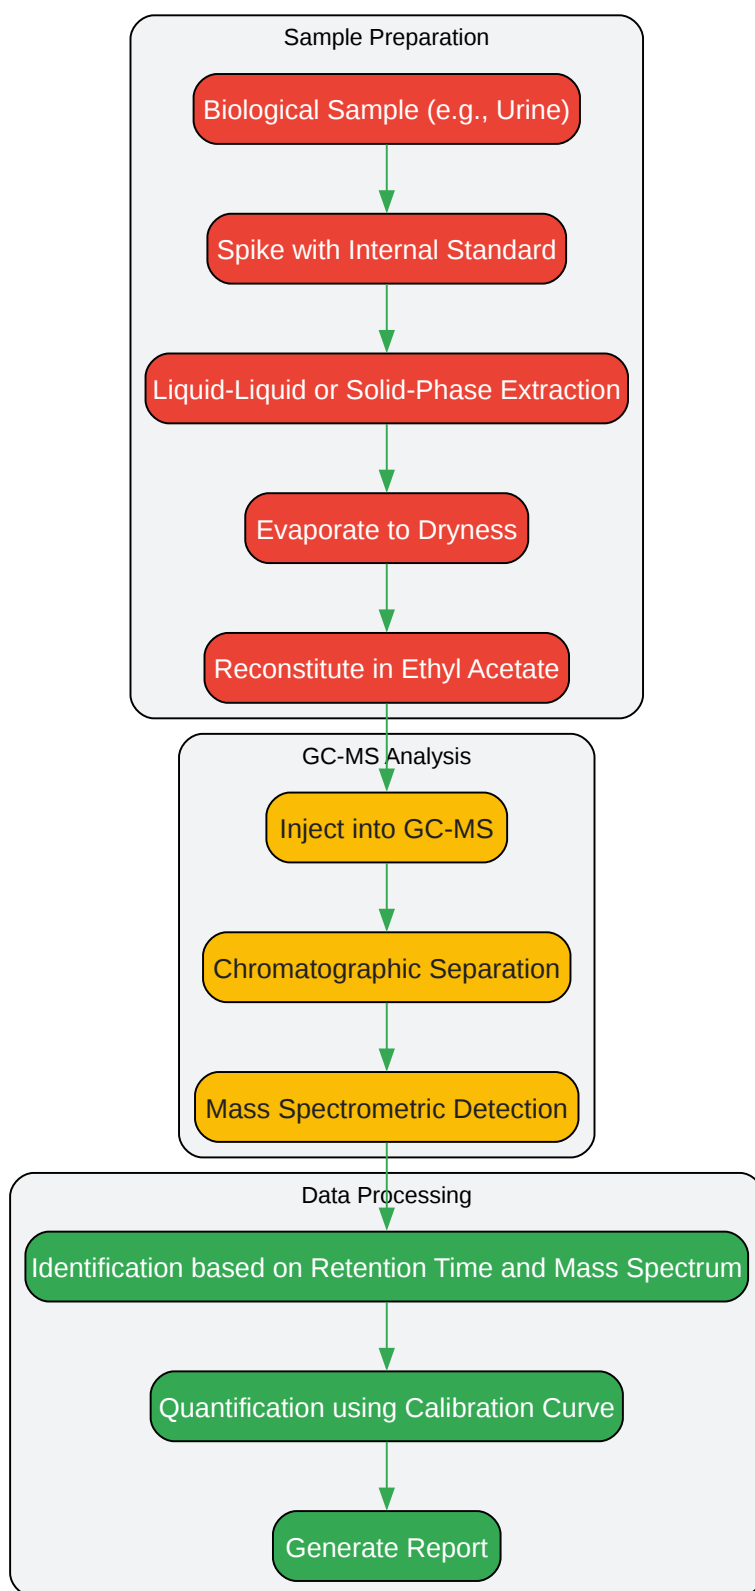 Sample Preparation
Biological Sample (e.g., Urine)
Spike with Internal Standard
Liquid-Liquid or Solid-Phase Extraction
Evaporate to Dryness
Reconstitute in Ethyl Acetate
GC-MS Analysis
Inject into GC-MS
Chromatographic Separation
Mass Spectrometric Detection
Data Processing
Identification based on Retention Time and Mass Spectrum
Quantification using Calibration Curve
Generate Report